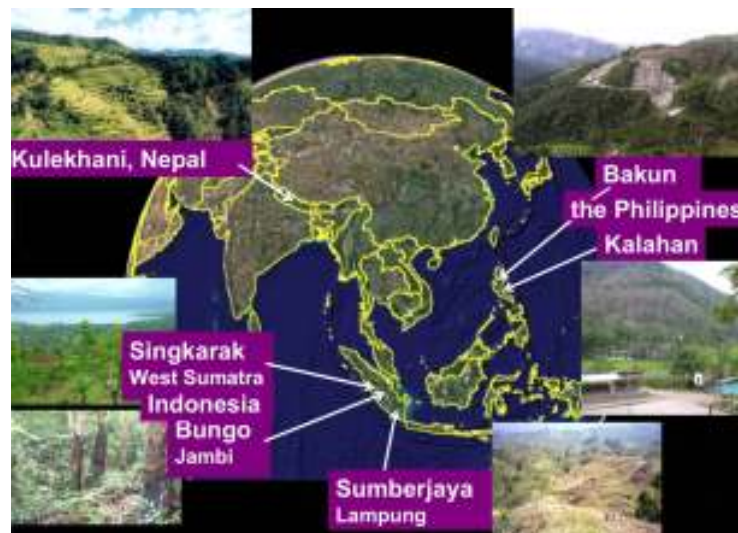 Kulekhani, Nepal
Bakun
the Philippines
Kalahan
Singkarak
West Sumatra
Indonesia
Bungo
Jambi
Sumberjaya
Lampung